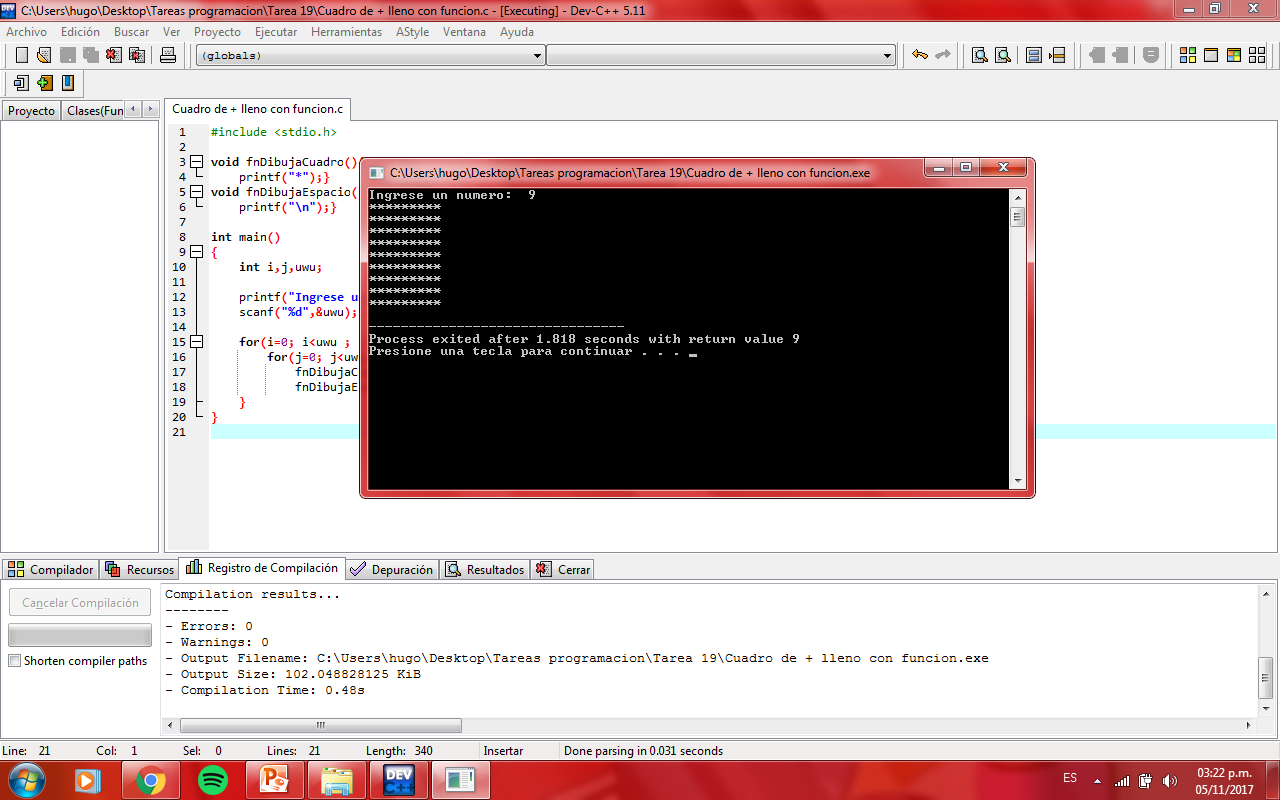 C:\Users\hugo\Desktop\Tareas programacion\Tarea 19\Cuadro de + lleno con funcion.c - [Executing] - Dev-C++ 5.11
Archivo Edición Buscar Ver Proyecto Ejecutar Herramientas AStyle Ventana Ayuda
(globals)
Proyecto Clases(Fun
Cuadro de + lleno con funcion.c
1 #include <stdio.h>
2
3 void fnDibujaCuadro()
4 printf("*");}
5 void fnDibujaEspacio(
6 printf("\n");}
7
8 int main()
9 {
10 int i,j,uwu;
11
12 printf("Ingrese u
13 scanf("%d",&uwu);
14
15 for(i=0; i<uwu ;
16 for(j=0; j<uw
17 fnDibujaC
18 fnDibujaE
19 }
20 }
21
C:\Users\hugo\Desktop\Tareas programacion\Tarea 19\Cuadro de + lleno con funcion.exe
Ingrese un numero:  9
*********
*********
*********
*********
*********
*********
*********
*********
*********
--------------------------------
Process exited after 1.818 seconds with return value 9
Presione una tecla para continuar . . .
Compilador Recursos Registro de Compilación Depuración Resultados Cerrar
Cancelar Compilación
Shorten compiler paths
Compilation results...
--------
- Errors: 0
- Warnings: 0
- Output Filename: C:\Users\hugo\Desktop\Tareas programacion\Tarea 19\Cuadro de + lleno con funcion.exe
- Output Size: 102.048828125 KiB
- Compilation Time: 0.48s
Line: 21 Col: 1 Sel: 0 Lines: 21 Length: 340 Insertar Done parsing in 0.031 seconds
DEV C++
ES
03:22 p.m.
05/11/2017